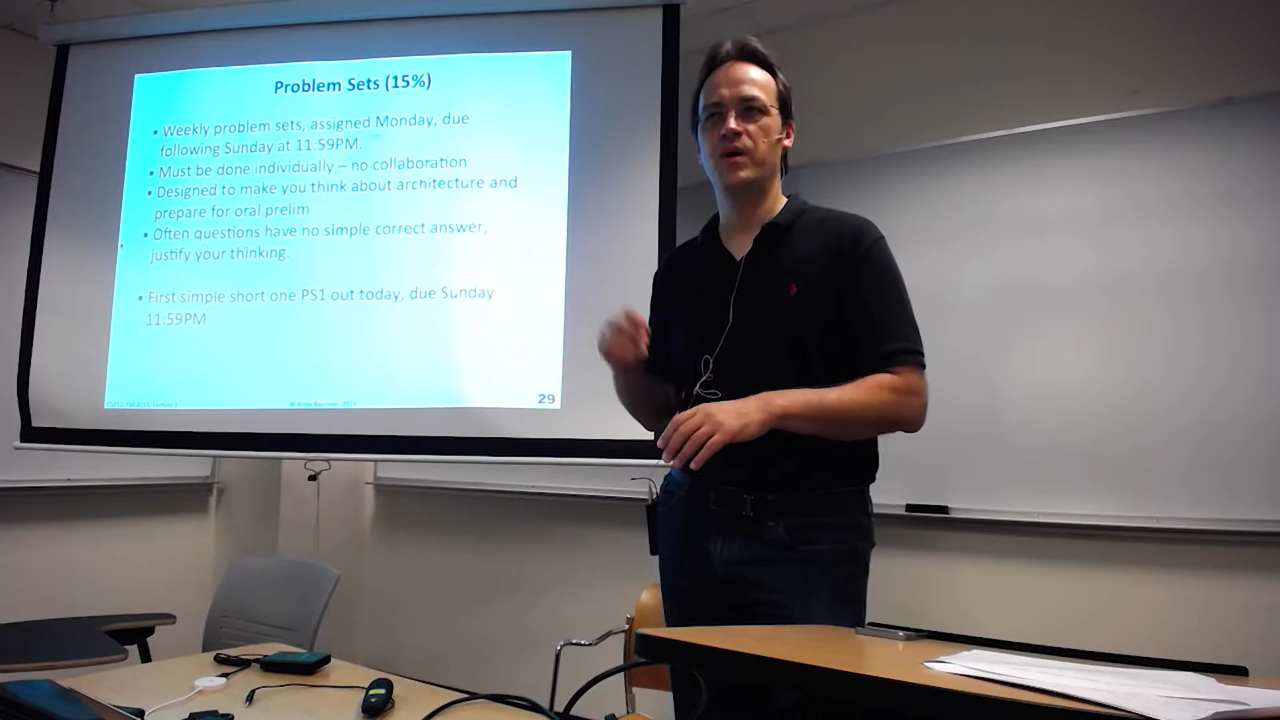 Problem Sets (15%)
▪ Weekly problem sets, assigned Monday, due
following Sunday at 11:59PM.
▪ Must be done individually – no collaboration
▪ Designed to make you think about architecture and
prepare for oral prelim
▪ Often questions have no simple correct answer,
justify your thinking.
▪ First simple short one PS1 out today, due Sunday
11:59PM
29